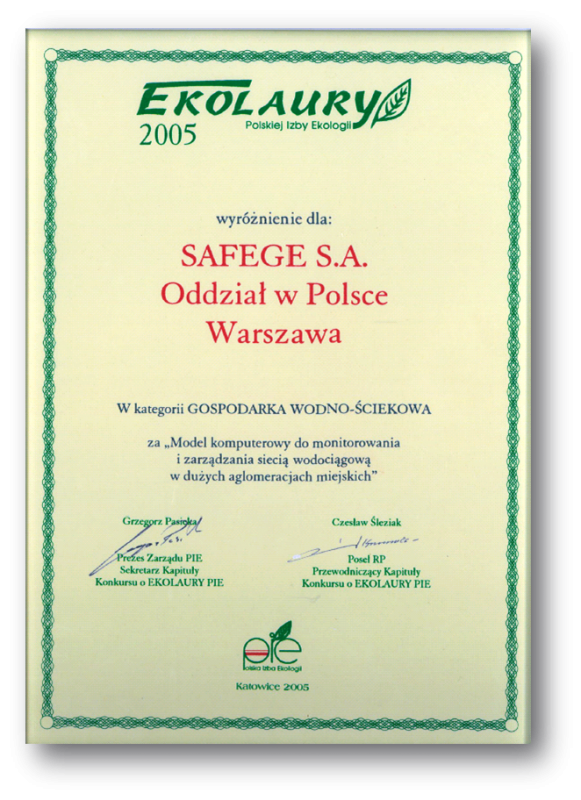 EKOLAURY
Polskiej Izby Ekologii
2005
wyróżnienie dla:
SAFEGE S.A.
Oddział w Polsce
Warszawa
W kategorii GOSPODARKA WODNO-ŚCIEKOWA
za „Model komputerowy do monitorowania
i zarządzania siecią wodociągową
w dużych aglomeracjach miejskich”
Grzegorz Pasieka
Prezes Zarządu PIE
Sekretarz Kapituły
Konkursu o EKOLAURY PIE
Czesław Śleziak
Poseł RP
Przewodniczący Kapituły
Konkursu o EKOLAURY PIE
pie
Polska Izba Ekologii
Katowice 2005